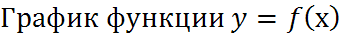 График функции y = f(x)